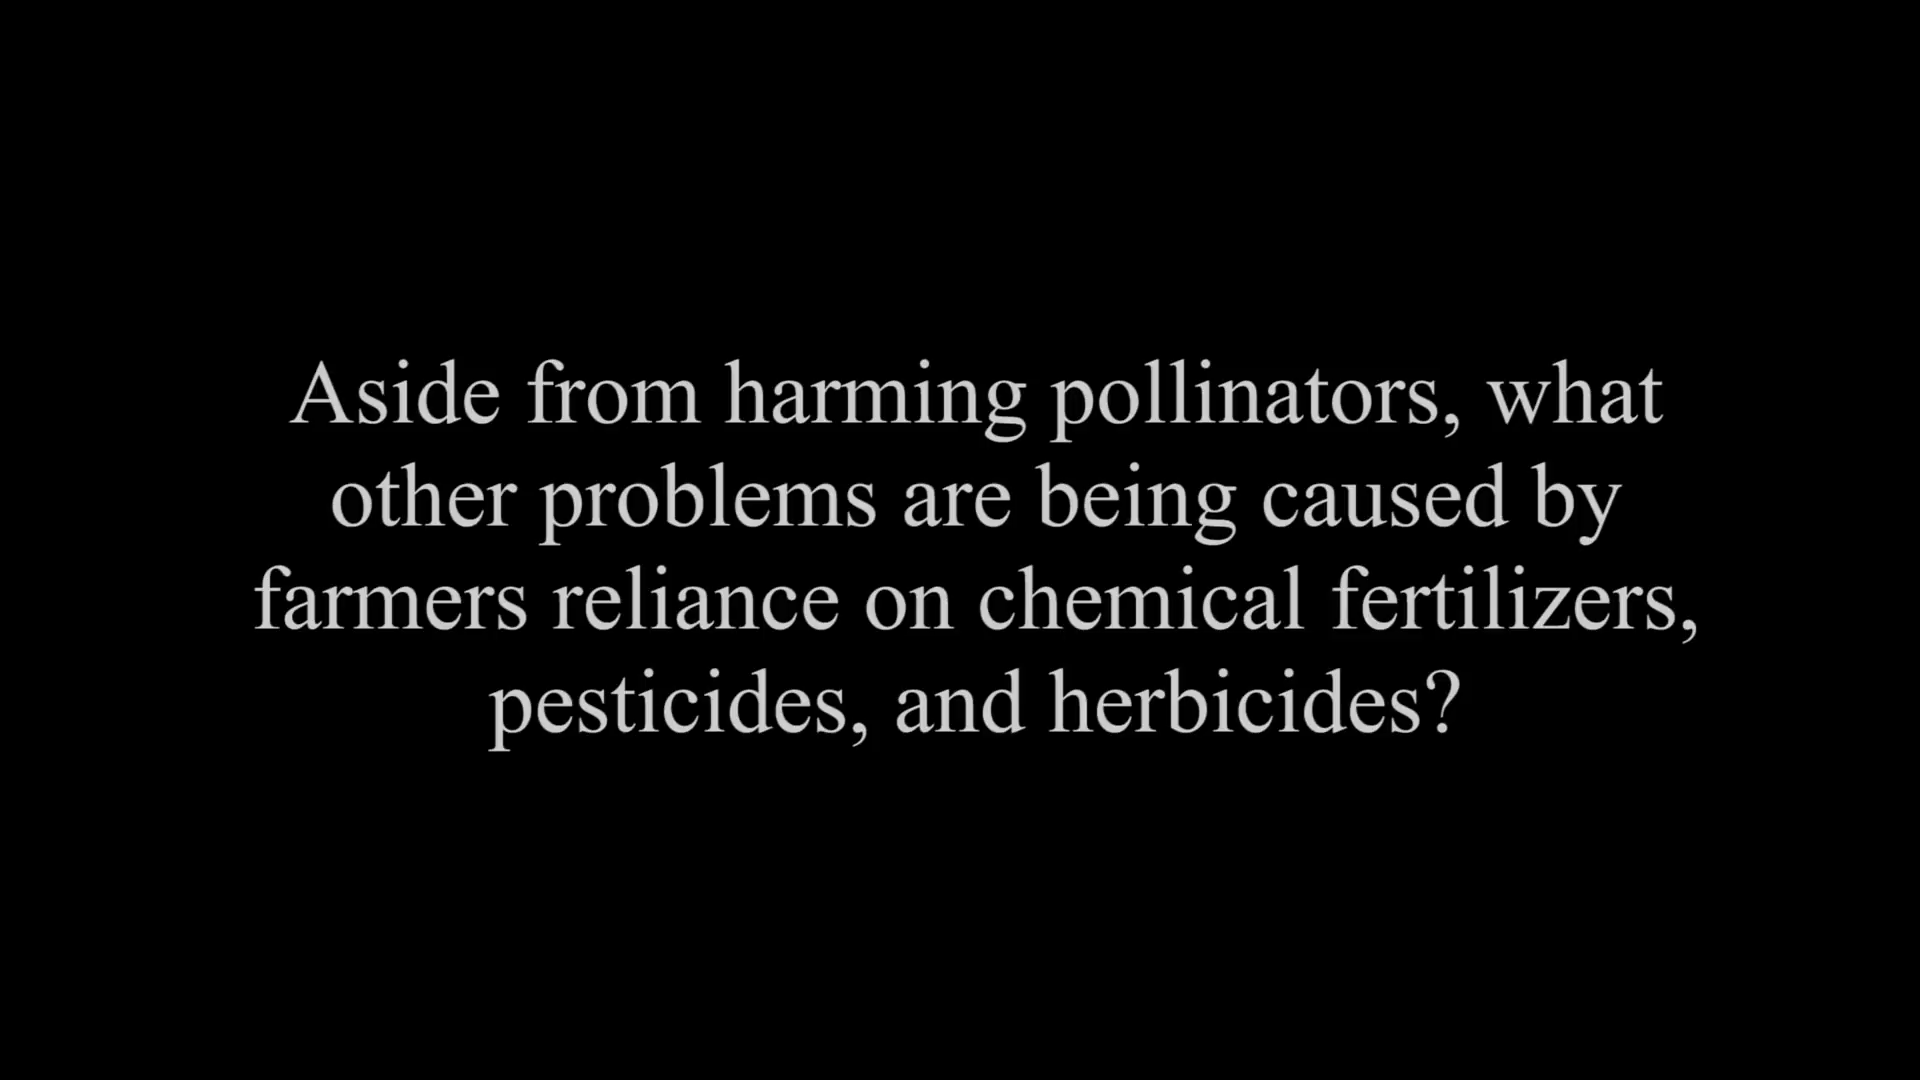 Aside from harming pollinators, what
other problems are being caused by
farmers reliance on chemical fertilizers,
pesticides, and herbicides?